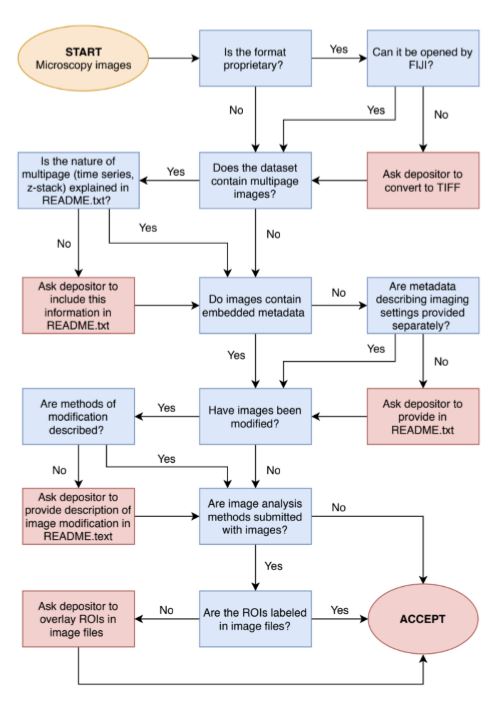 START
Microscopy images
Is the format
proprietary?
Yes
Can it be opened by
FIJI?
No
Yes
No
Is the nature of
multipage (time series,
z-stack) explained in
README.txt?
Yes
Does the dataset
contain multipage
images?
Ask depositor to
convert to TIFF
No
Yes
No
Ask depositor to
include this
information in
README.txt
Do images contain
embedded metadata
No
Are metadata
describing imaging
settings provided
separately?
Yes
Yes
No
Are methods of
modification
described?
Yes
Have images been
modified?
Ask depositor to
provide in
README.txt
No
Yes
No
Ask depositor to
provide description of
image modification in
README.text
Are image analysis
methods submitted
with images?
No
Yes
Ask depositor to
overlay ROIs in
image files
No
Are the ROIs labeled
in image files?
Yes
ACCEPT